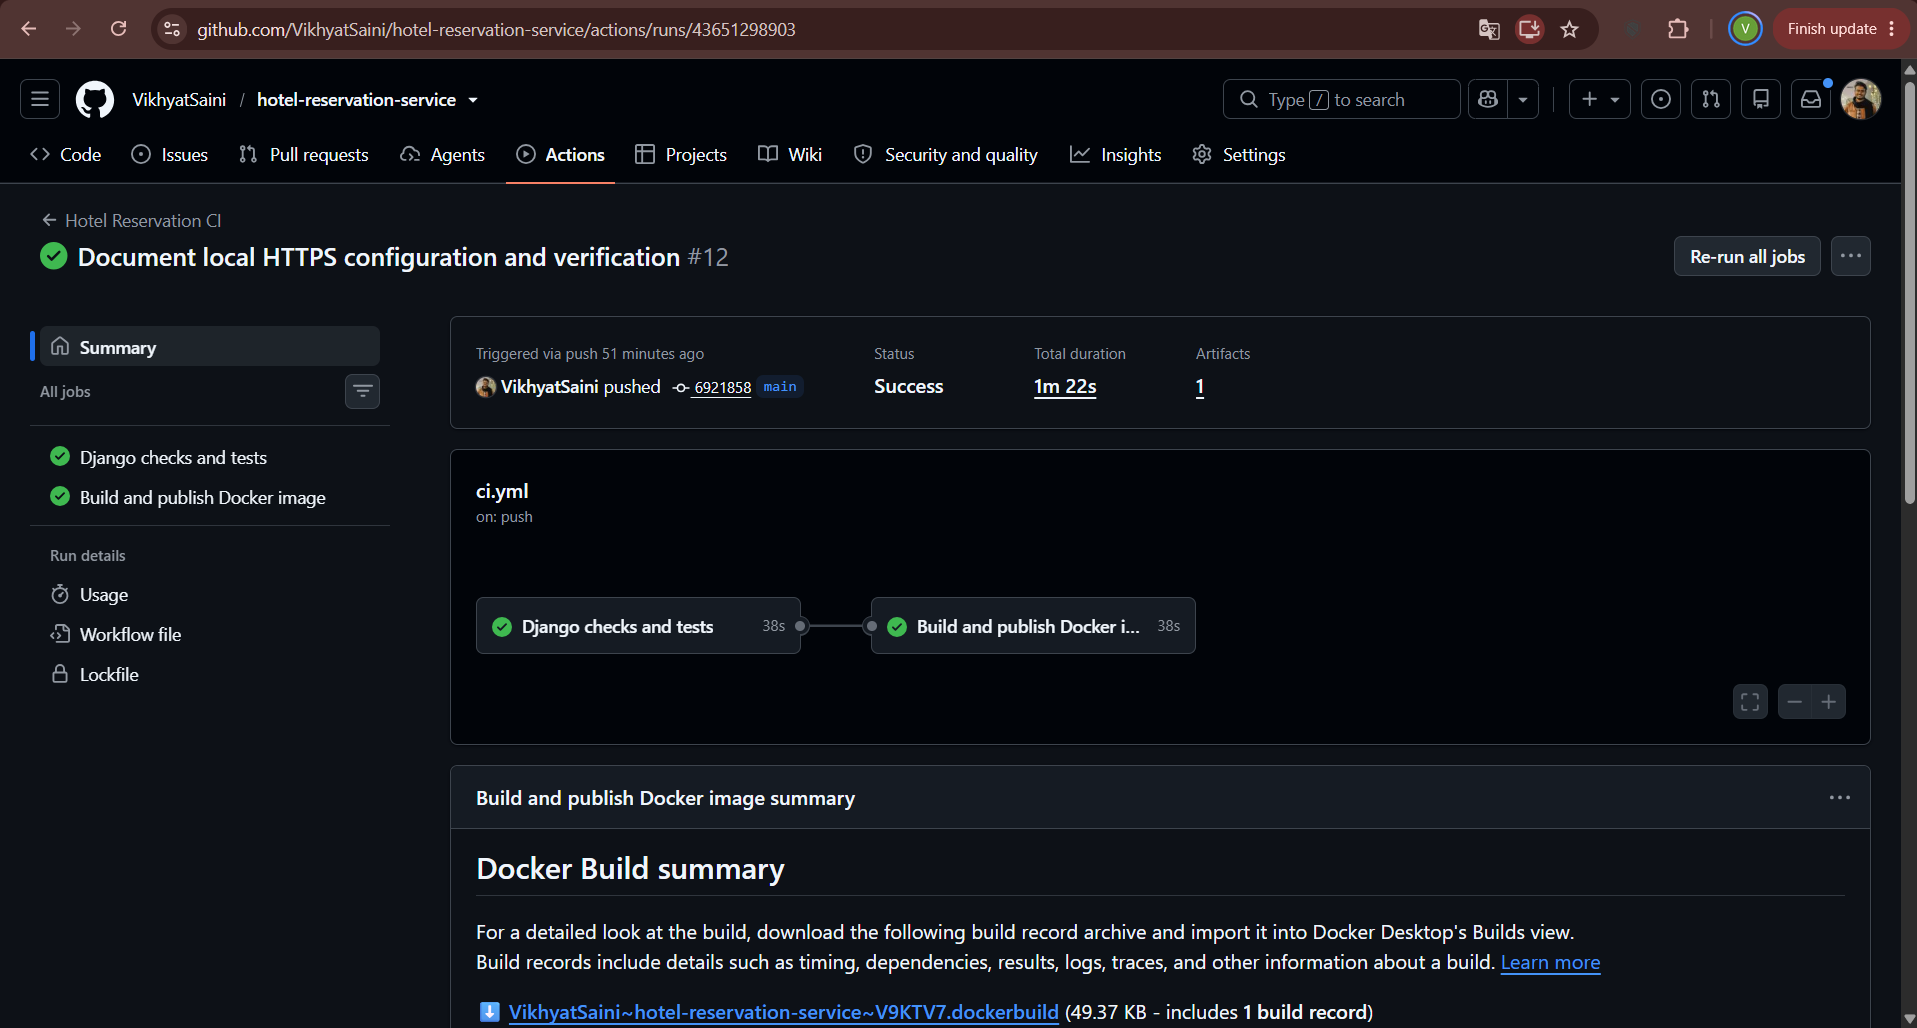 github.com/VikhyatSaini/hotel-reservation-service/actions/runs/43651298903
V
Finish update
VikhyatSaini / hotel-reservation-service
Type / to search
Code
Issues
Pull requests
Agents
Actions
Projects
Wiki
Security and quality
Insights
Settings
Hotel Reservation CI
Document local HTTPS configuration and verification #12
Re-run all jobs
Summary
All jobs
Django checks and tests
Build and publish Docker image
Run details
Usage
Workflow file
Lockfile
Triggered via push 51 minutes ago
VikhyatSaini pushed 6921858 main
Status
Success
Total duration
1m 22s
Artifacts
1
ci.yml
on: push
Django checks and tests 38s
Build and publish Docker i... 38s
Build and publish Docker image summary
Docker Build summary
For a detailed look at the build, download the following build record archive and import it into Docker Desktop's Builds view.
Build records include details such as timing, dependencies, results, logs, traces, and other information about a build. Learn more
VikhyatSaini~hotel-reservation-service~V9KTV7.dockerbuild (49.37 KB - includes 1 build record)